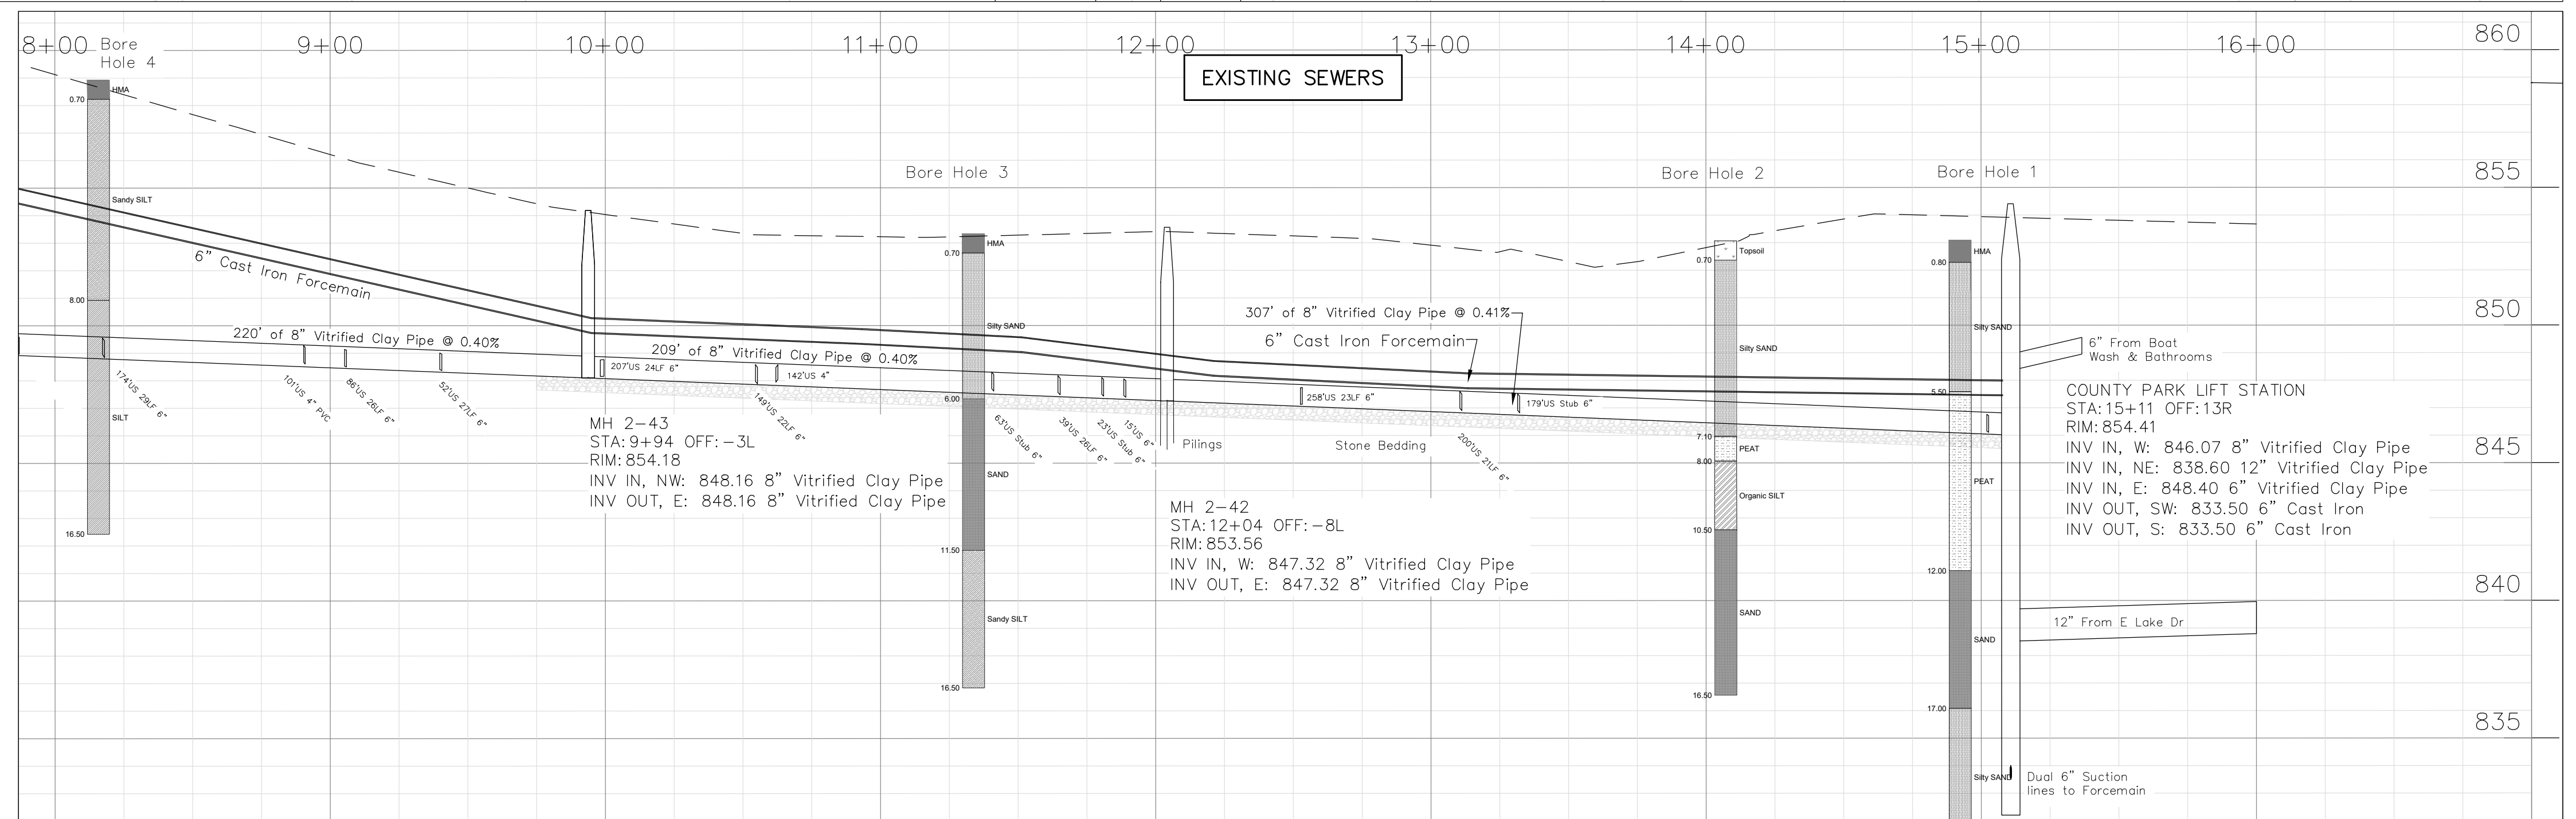 8+00
9+00
10+00
11+00
12+00
13+00
14+00
15+00
16+00
860
855
850
845
840
835
EXISTING SEWERS
Bore
Hole 4
HMA
0.70
Sandy SILT
8.00
SILT
16.50
6" Cast Iron Forcemain
220' of 8" Vitrified Clay Pipe @ 0.40%
174'US 29LF 6"
101'US 4" PVC
86'US 26LF 6"
52'US 27LF 6"
209' of 8" Vitrified Clay Pipe @ 0.40%
207'US 24LF 6"
142'US 4"
149'US 22LF 6"
MH 2-43
STA:9+94 OFF:-3L
RIM:854.18
INV IN, NW: 848.16 8" Vitrified Clay Pipe
INV OUT, E: 848.16 8" Vitrified Clay Pipe
Bore Hole 3
HMA
0.70
Silty SAND
6.00
SAND
11.50
Sandy SILT
16.50
63'US Stub 6"
39'US 26LF 6"
23'US Stub 6"
15'US 6"
Pilings
Stone Bedding
MH 2-42
STA:12+04 OFF:-8L
RIM:853.56
INV IN, W: 847.32 8" Vitrified Clay Pipe
INV OUT, E: 847.32 8" Vitrified Clay Pipe
307' of 8" Vitrified Clay Pipe @ 0.41%
6" Cast Iron Forcemain
258'US 23LF 6"
179'US Stub 6"
200'US 21LF 6"
Bore Hole 2
Topsoil
0.70
Silty SAND
7.10
PEAT
8.00
Organic SILT
10.50
SAND
16.50
Bore Hole 1
HMA
0.80
Silty SAND
5.50
PEAT
12.00
SAND
17.00
Silty SAND
6" From Boat
Wash & Bathrooms
COUNTY PARK LIFT STATION
STA:15+11 OFF:13R
RIM:854.41
INV IN, W: 846.07 8" Vitrified Clay Pipe
INV IN, NE: 838.60 12" Vitrified Clay Pipe
INV IN, E: 848.40 6" Vitrified Clay Pipe
INV OUT, SW: 833.50 6" Cast Iron
INV OUT, S: 833.50 6" Cast Iron
12" From E Lake Dr
Dual 6" Suction
lines to Forcemain